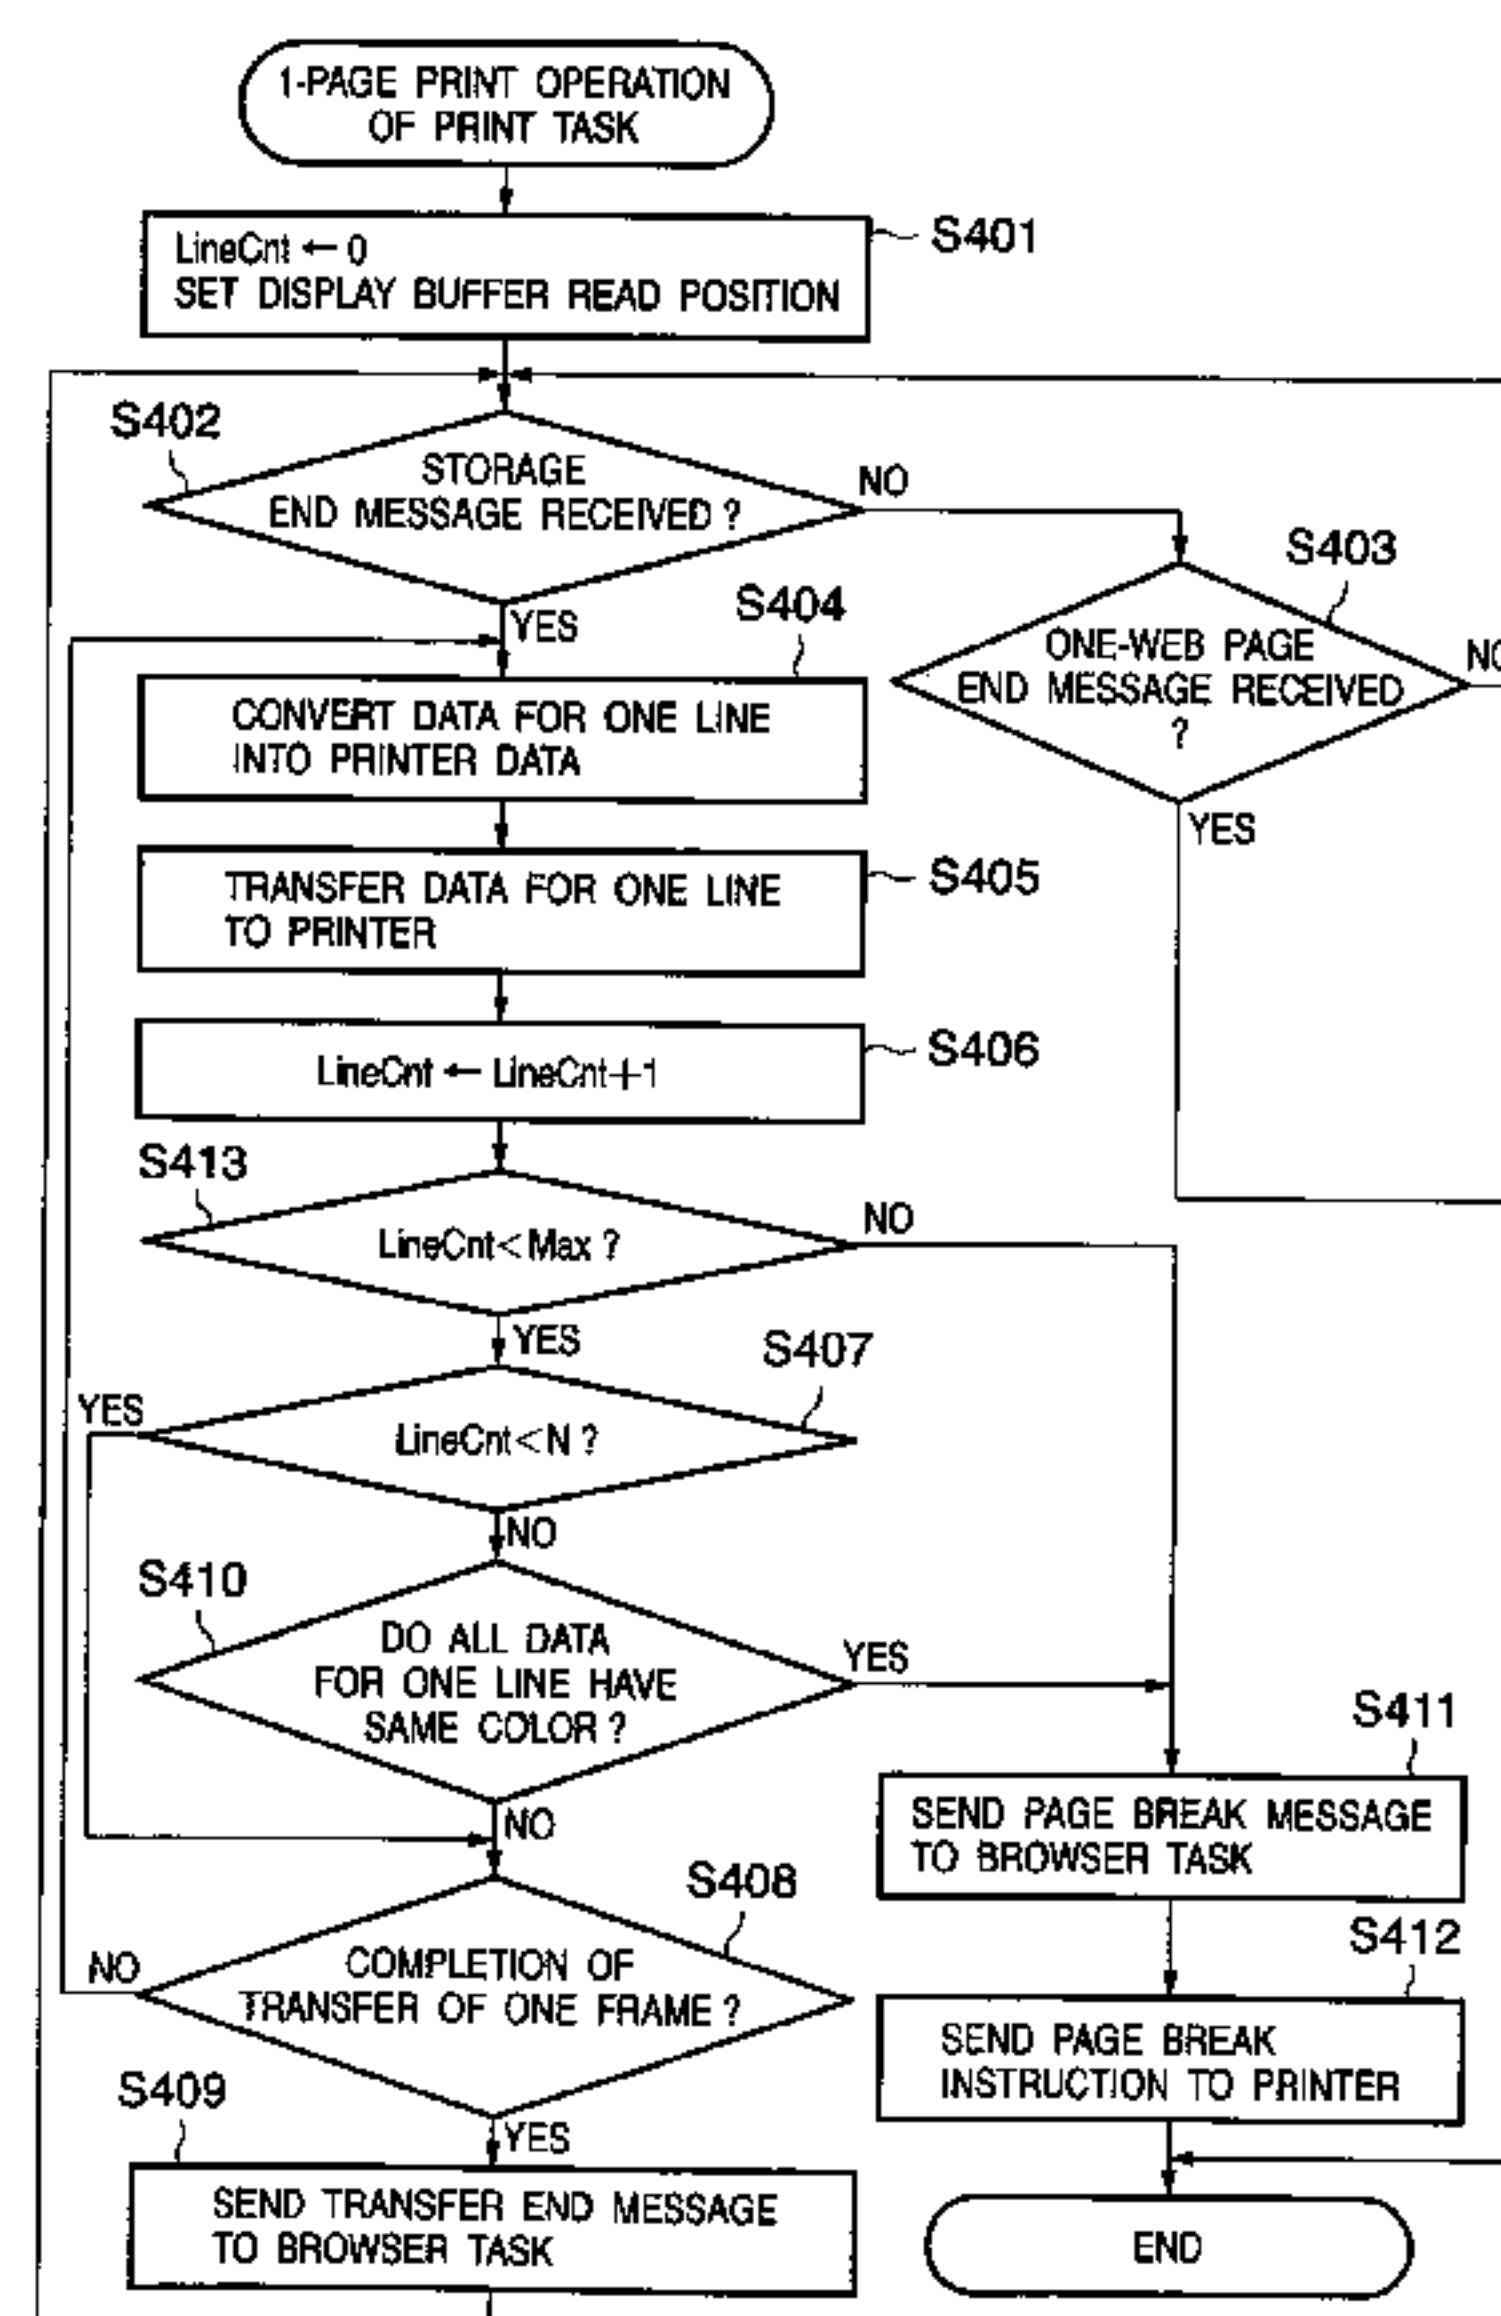 1-PAGE PRINT OPERATION
OF PRINT TASK
LineCnt ← 0
SET DISPLAY BUFFER READ POSITION
S401
S402
STORAGE
END MESSAGE RECEIVED ?
NO
YES
S403
ONE-WEB PAGE
END MESSAGE RECEIVED
?
NO
YES
S404
CONVERT DATA FOR ONE LINE
INTO PRINTER DATA
TRANSFER DATA FOR ONE LINE
TO PRINTER
S405
LineCnt ← LineCnt+1
S406
S413
LineCnt<Max ?
NO
YES
S407
YES
LineCnt<N ?
NO
S410
DO ALL DATA
FOR ONE LINE HAVE
SAME COLOR ?
YES
NO
S411
SEND PAGE BREAK MESSAGE
TO BROWSER TASK
S408
NO
COMPLETION OF
TRANSFER OF ONE FRAME ?
YES
S412
SEND PAGE BREAK
INSTRUCTION TO PRINTER
S409
SEND TRANSFER END MESSAGE
TO BROWSER TASK
END